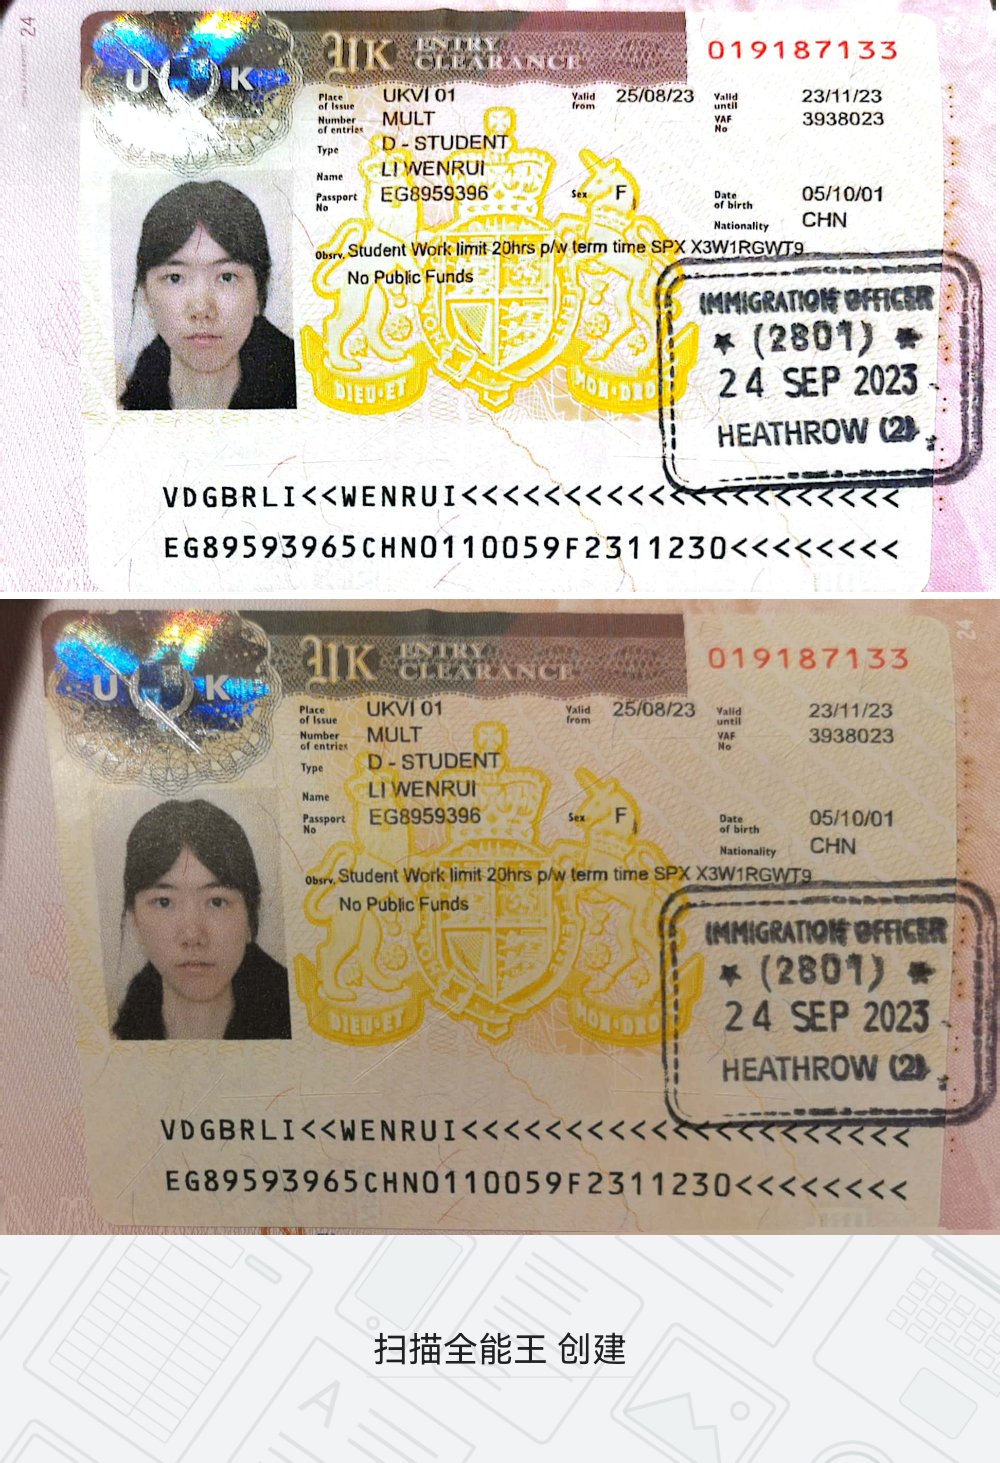 24
U K
UK ENTRY CLEARANCE
019187133
Place of Issue UKVI 01 Valid from 25/08/23 Valid until 23/11/23
Number of entries MULT VAF No 3938023
Type D - STUDENT
Name LI WENRUI
Passport No EG8959396 Sex F Date of birth 05/10/01
Nationality CHN
Obsrv. Student Work limit 20hrs p/w term time SPX X3W1RGWT9
No Public Funds
IMMIGRATION OFFICER
★ (2801) ★
24 SEP 2023
HEATHROW (2)
DIEU·ET MON·DRO
VDGBRLI<<WENRUI<<<<<<<<<<<<<<<<<<<<<
EG89593965CHN0110059F2311230<<<<<<<<
24
U K
UK ENTRY CLEARANCE
019187133
Place of Issue UKVI 01 Valid from 25/08/23 Valid until 23/11/23
Number of entries MULT VAF No 3938023
Type D - STUDENT
Name LI WENRUI
Passport No EG8959396 Sex F Date of birth 05/10/01
Nationality CHN
Obsrv. Student Work limit 20hrs p/w term time SPX X3W1RGWT9
No Public Funds
IMMIGRATION OFFICER
★ (2801) ★
24 SEP 2023
HEATHROW (2)
DIEU·ET MON·DRO
VDGBRLI<<WENRUI<<<<<<<<<<<<<<<<<<<<<
EG89593965CHN0110059F2311230<<<<<<<<
扫描全能王 创建